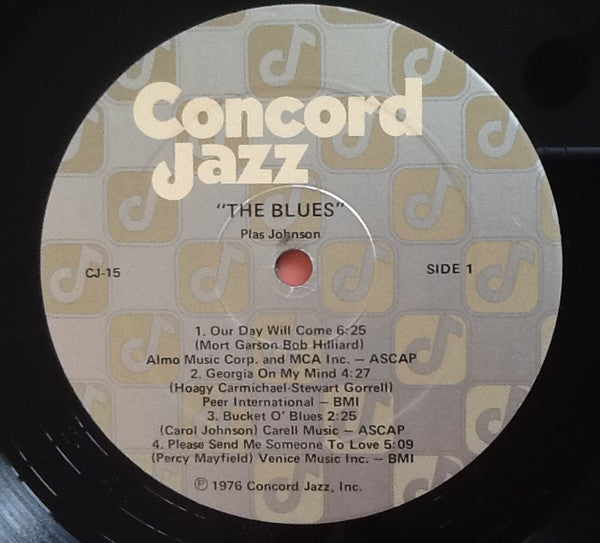 Concord
Jazz
"THE BLUES"
Plas Johnson
CJ-15
SIDE 1
1. Our Day Will Come 6:25
(Mort Garson Bob Hilliard)
Almo Music Corp. and MCA Inc. — ASCAP
2. Georgia On My Mind 4:27
(Hoagy Carmichael-Stewart Gorrell)
Peer International — BMI
3. Bucket O' Blues 2:25
(Carol Johnson) Carell Music — ASCAP
4. Please Send Me Someone To Love 5:09
(Percy Mayfield) Venice Music Inc. — BMI
℗ 1976 Concord Jazz, Inc.